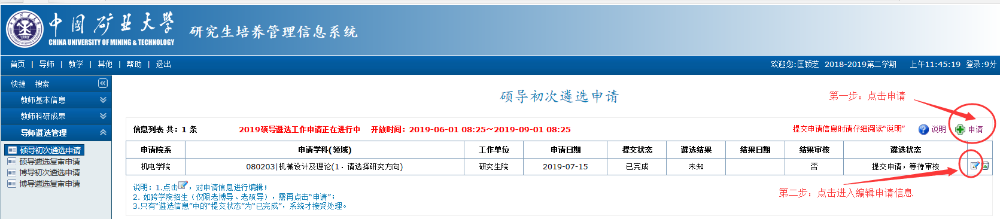 中国矿业大学
CHINA UNIVERSITY OF MINING & TECHNOLOGY
研究生培养管理信息系统
首页 | 导师 | 教学 | 其他 | 帮助 | 退出
欢迎您:匡颖芝 2018-2019第二学期 上午11:45:19 登录:9分
快捷 搜索
教师基本信息
教师科研成果
导师遴选管理
硕导初次遴选申请
硕导遴选复审申请
博导初次遴选申请
博导遴选复审申请
硕导初次遴选申请
第一步：点击申请
信息列表 共：1 条
2019硕导遴选工作申请正在进行中 开放时间：2019-06-01 08:25～2019-09-01 08:25
提交申请信息时请仔细阅读“说明”
说明 申请
申请院系 申请学科(领域) 工作单位 申请日期 提交状态 遴选结果 结果日期 结果审核 遴选状态
机电学院 080203|机械设计及理论(1．请选择研究方向) 研究生院 2019-07-15 已完成 未知 否 提交申请，等待审核
说明：1.点击，对申请信息进行编辑；
2. 如跨学院招生（仅限老博导、老硕导），需再点击“申请”；
3.只有“遴选信息”中的“提交状态”为“已完成”，系统才接受处理。
第二步：点击进入编辑申请信息